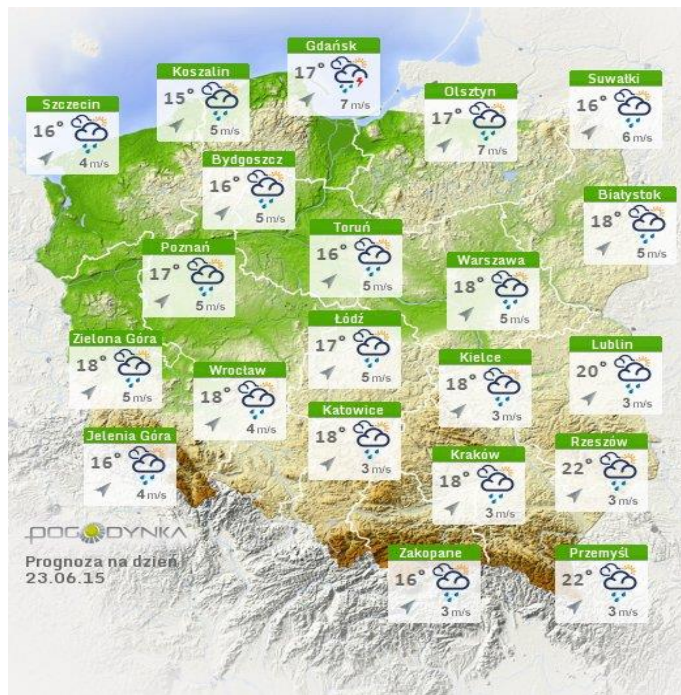 Gdańsk
17°
7 m/s
Koszalin
15°
5 m/s
Suwałki
16°
6 m/s
Olsztyn
17°
7 m/s
Szczecin
16°
4 m/s
Bydgoszcz
16°
5 m/s
Białystok
18°
5 m/s
Toruń
16°
5 m/s
Poznań
17°
5 m/s
Warszawa
18°
5 m/s
Łódź
17°
5 m/s
Zielona Góra
18°
5 m/s
Lublin
20°
3 m/s
Kielce
18°
3 m/s
Wrocław
18°
4 m/s
Katowice
18°
3 m/s
Jelenia Góra
16°
4 m/s
Rzeszów
22°
3 m/s
Kraków
18°
3 m/s
POGODYNKA
Prognoza na dzień
23.06.15
Zakopane
16°
3 m/s
Przemyśl
22°
3 m/s